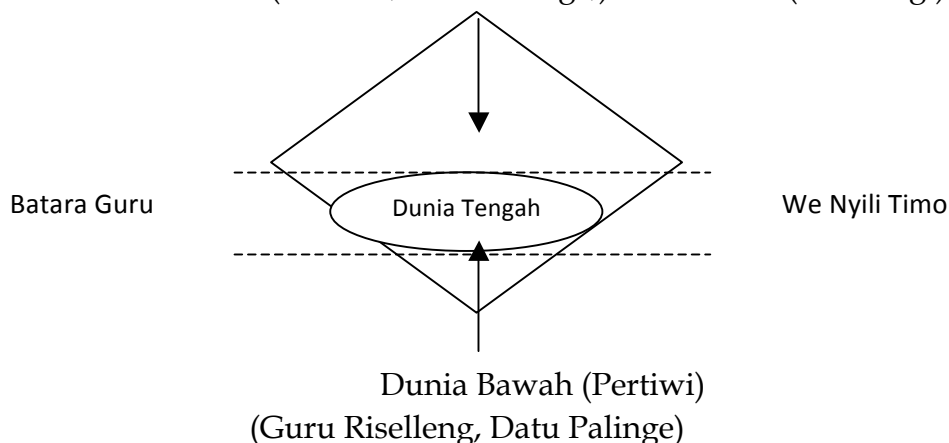 Batara Guru
Dunia Tengah
We Nyili Timo
Dunia Bawah (Pertiwi)
(Guru Riselleng, Datu Palinge)